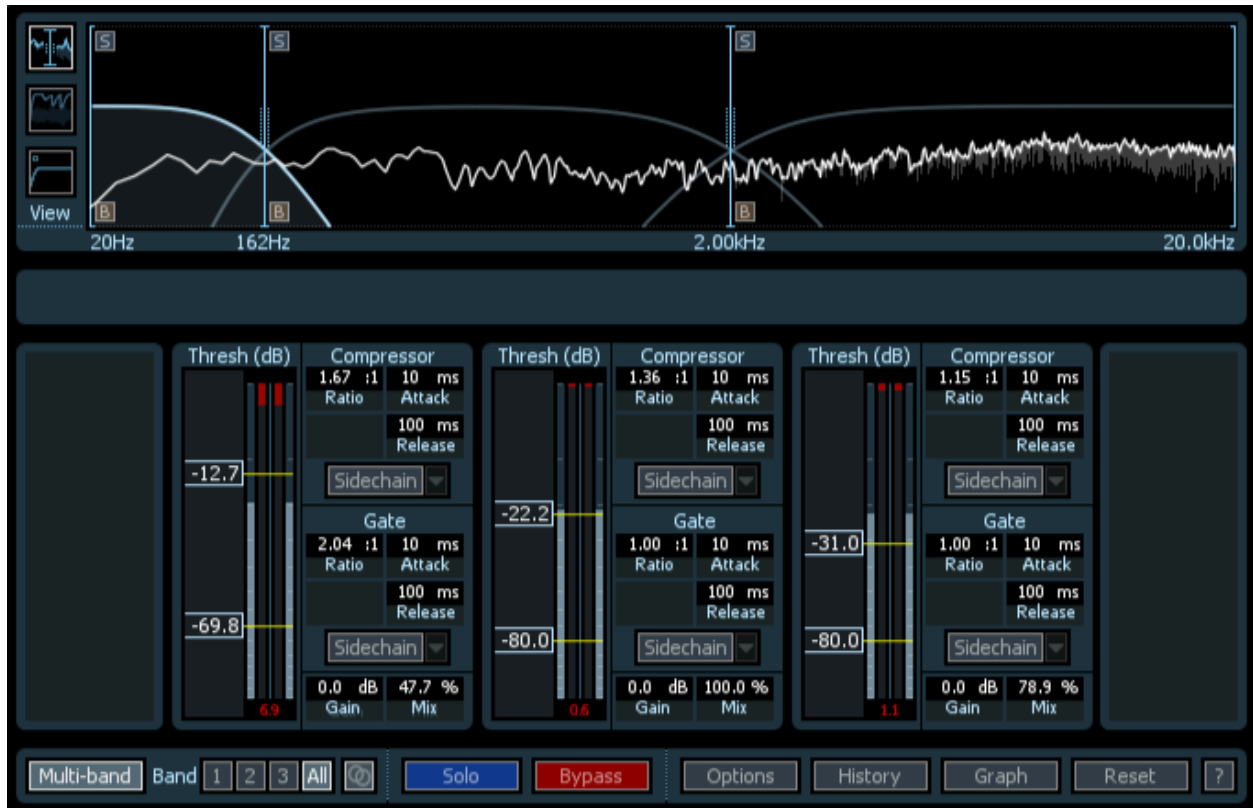 S S S
View B B B
20Hz 162Hz 2.00kHz 20.0kHz
Thresh (dB) Compressor Thresh (dB) Compressor Thresh (dB) Compressor
1.67 :1 10 ms 1.36 :1 10 ms 1.15 :1 10 ms
Ratio Attack Ratio Attack Ratio Attack
100 ms 100 ms 100 ms
Release Release Release
-12.7 Sidechain Sidechain Sidechain
-22.2 -31.0
Gate Gate Gate
2.04 :1 10 ms 1.00 :1 10 ms 1.00 :1 10 ms
Ratio Attack Ratio Attack Ratio Attack
100 ms 100 ms 100 ms
Release Release Release
-69.8 Sidechain -80.0 Sidechain -80.0 Sidechain
0.0 dB 47.7 % 0.0 dB 100.0 % 0.0 dB 78.9 %
6.9 Gain Mix 0.6 Gain Mix 1.1 Gain Mix
Multi-band Band 1 2 3 All Solo Bypass Options History Graph Reset ?